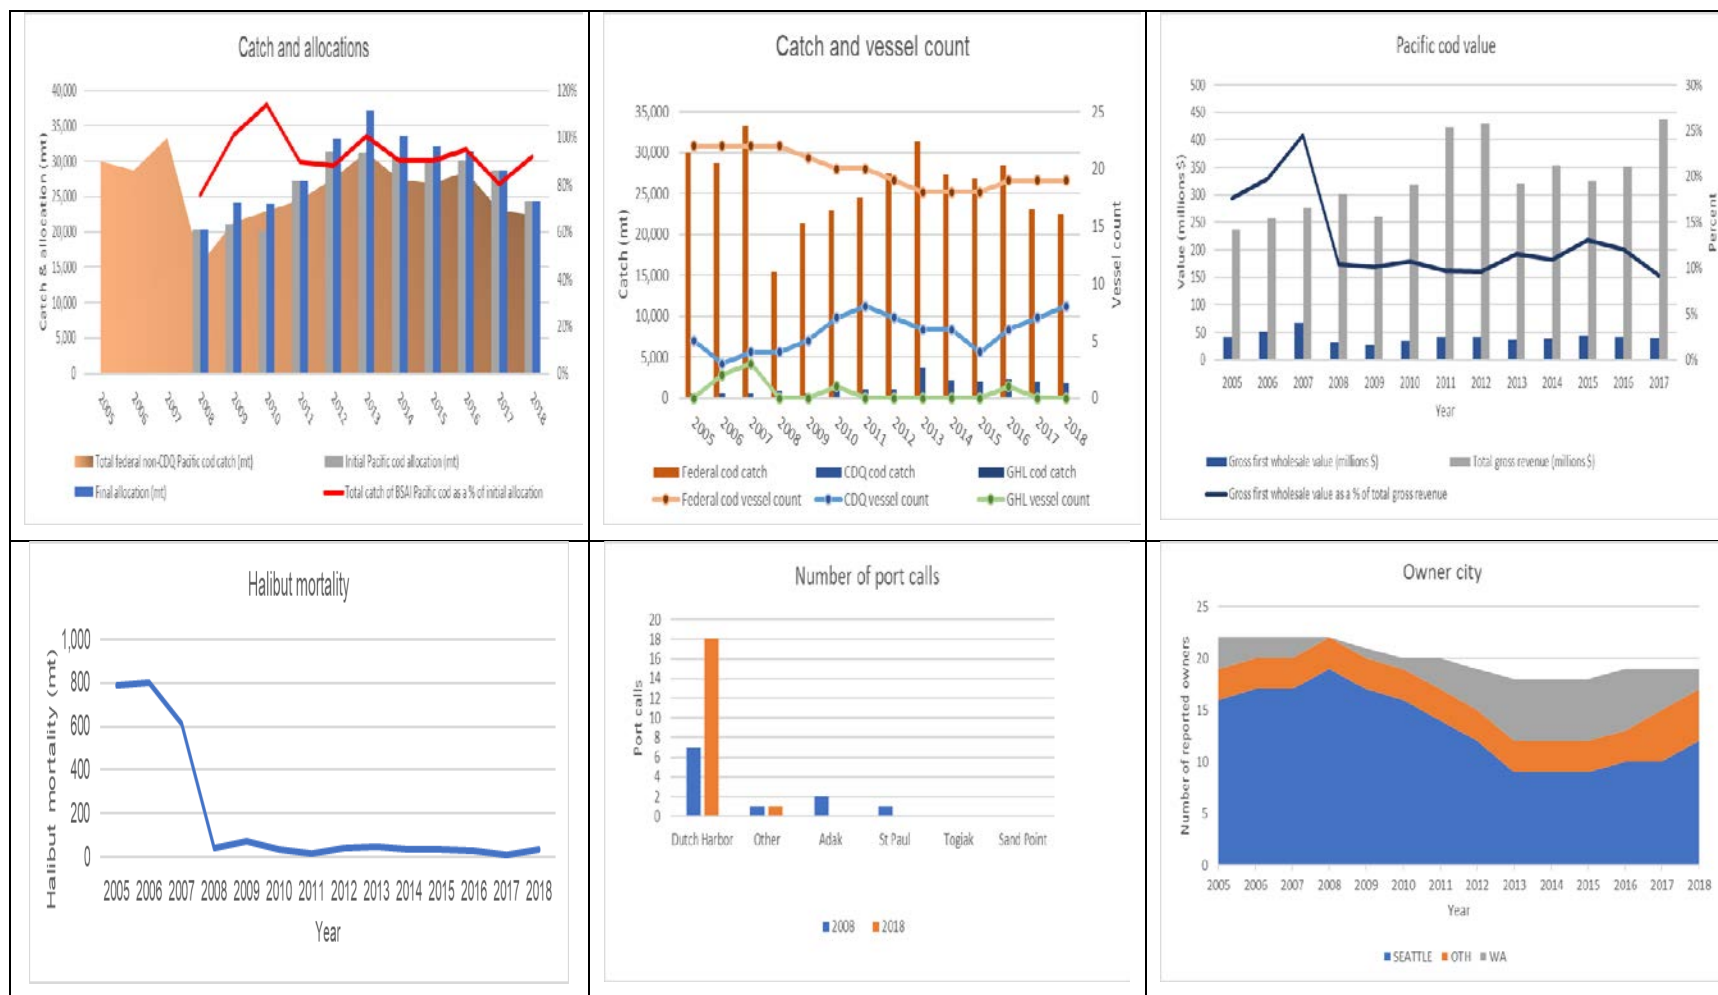 Catch and allocations
Catch & allocation (mt)
40,000
35,000
30,000
25,000
20,000
15,000
10,000
5,000
0
120%
100%
80%
60%
40%
20%
0%
2005 2006 2007 2008 2009 2010 2011 2012 2013 2014 2015 2016 2017 2018
Total federal non-CDQ Pacific cod catch (mt) Initial Pacific cod allocation (mt)
Final allocation (mt) Total catch of BSAI Pacific cod as a % of initial allocation
Catch and vessel count
Catch (mt)
35,000
30,000
25,000
20,000
15,000
10,000
5,000
0
25
20
15
10
5
0
Vessel count
2005 2006 2007 2008 2009 2010 2011 2012 2013 2014 2015 2016 2017 2018
Federal cod catch CDQ cod catch GHL cod catch
Federal cod vessel count CDQ vessel count GHL vessel count
Pacific cod value
Value (millions $)
500
450
400
350
300
250
200
150
100
50
0
30%
25%
20%
15%
10%
5%
0%
Percent
2005 2006 2007 2008 2009 2010 2011 2012 2013 2014 2015 2016 2017
Year
Gross first wholesale value (millions $) Total gross revenue (millions $)
Gross first wholesale value as a % of total gross revenue
Halibut mortality
Halibut mortality (mt)
1,000
800
600
400
200
0
2005 2006 2007 2008 2009 2010 2011 2012 2013 2014 2015 2016 2017 2018
Year
Number of port calls
Port calls
20
18
16
14
12
10
8
6
4
2
0
Dutch Harbor Other Adak St Paul Togiak Sand Point
2008 2018
Owner city
Number of reported owners
25
20
15
10
5
0
2005 2006 2007 2008 2009 2010 2011 2012 2013 2014 2015 2016 2017 2018
Year
SEATTLE OTH WA